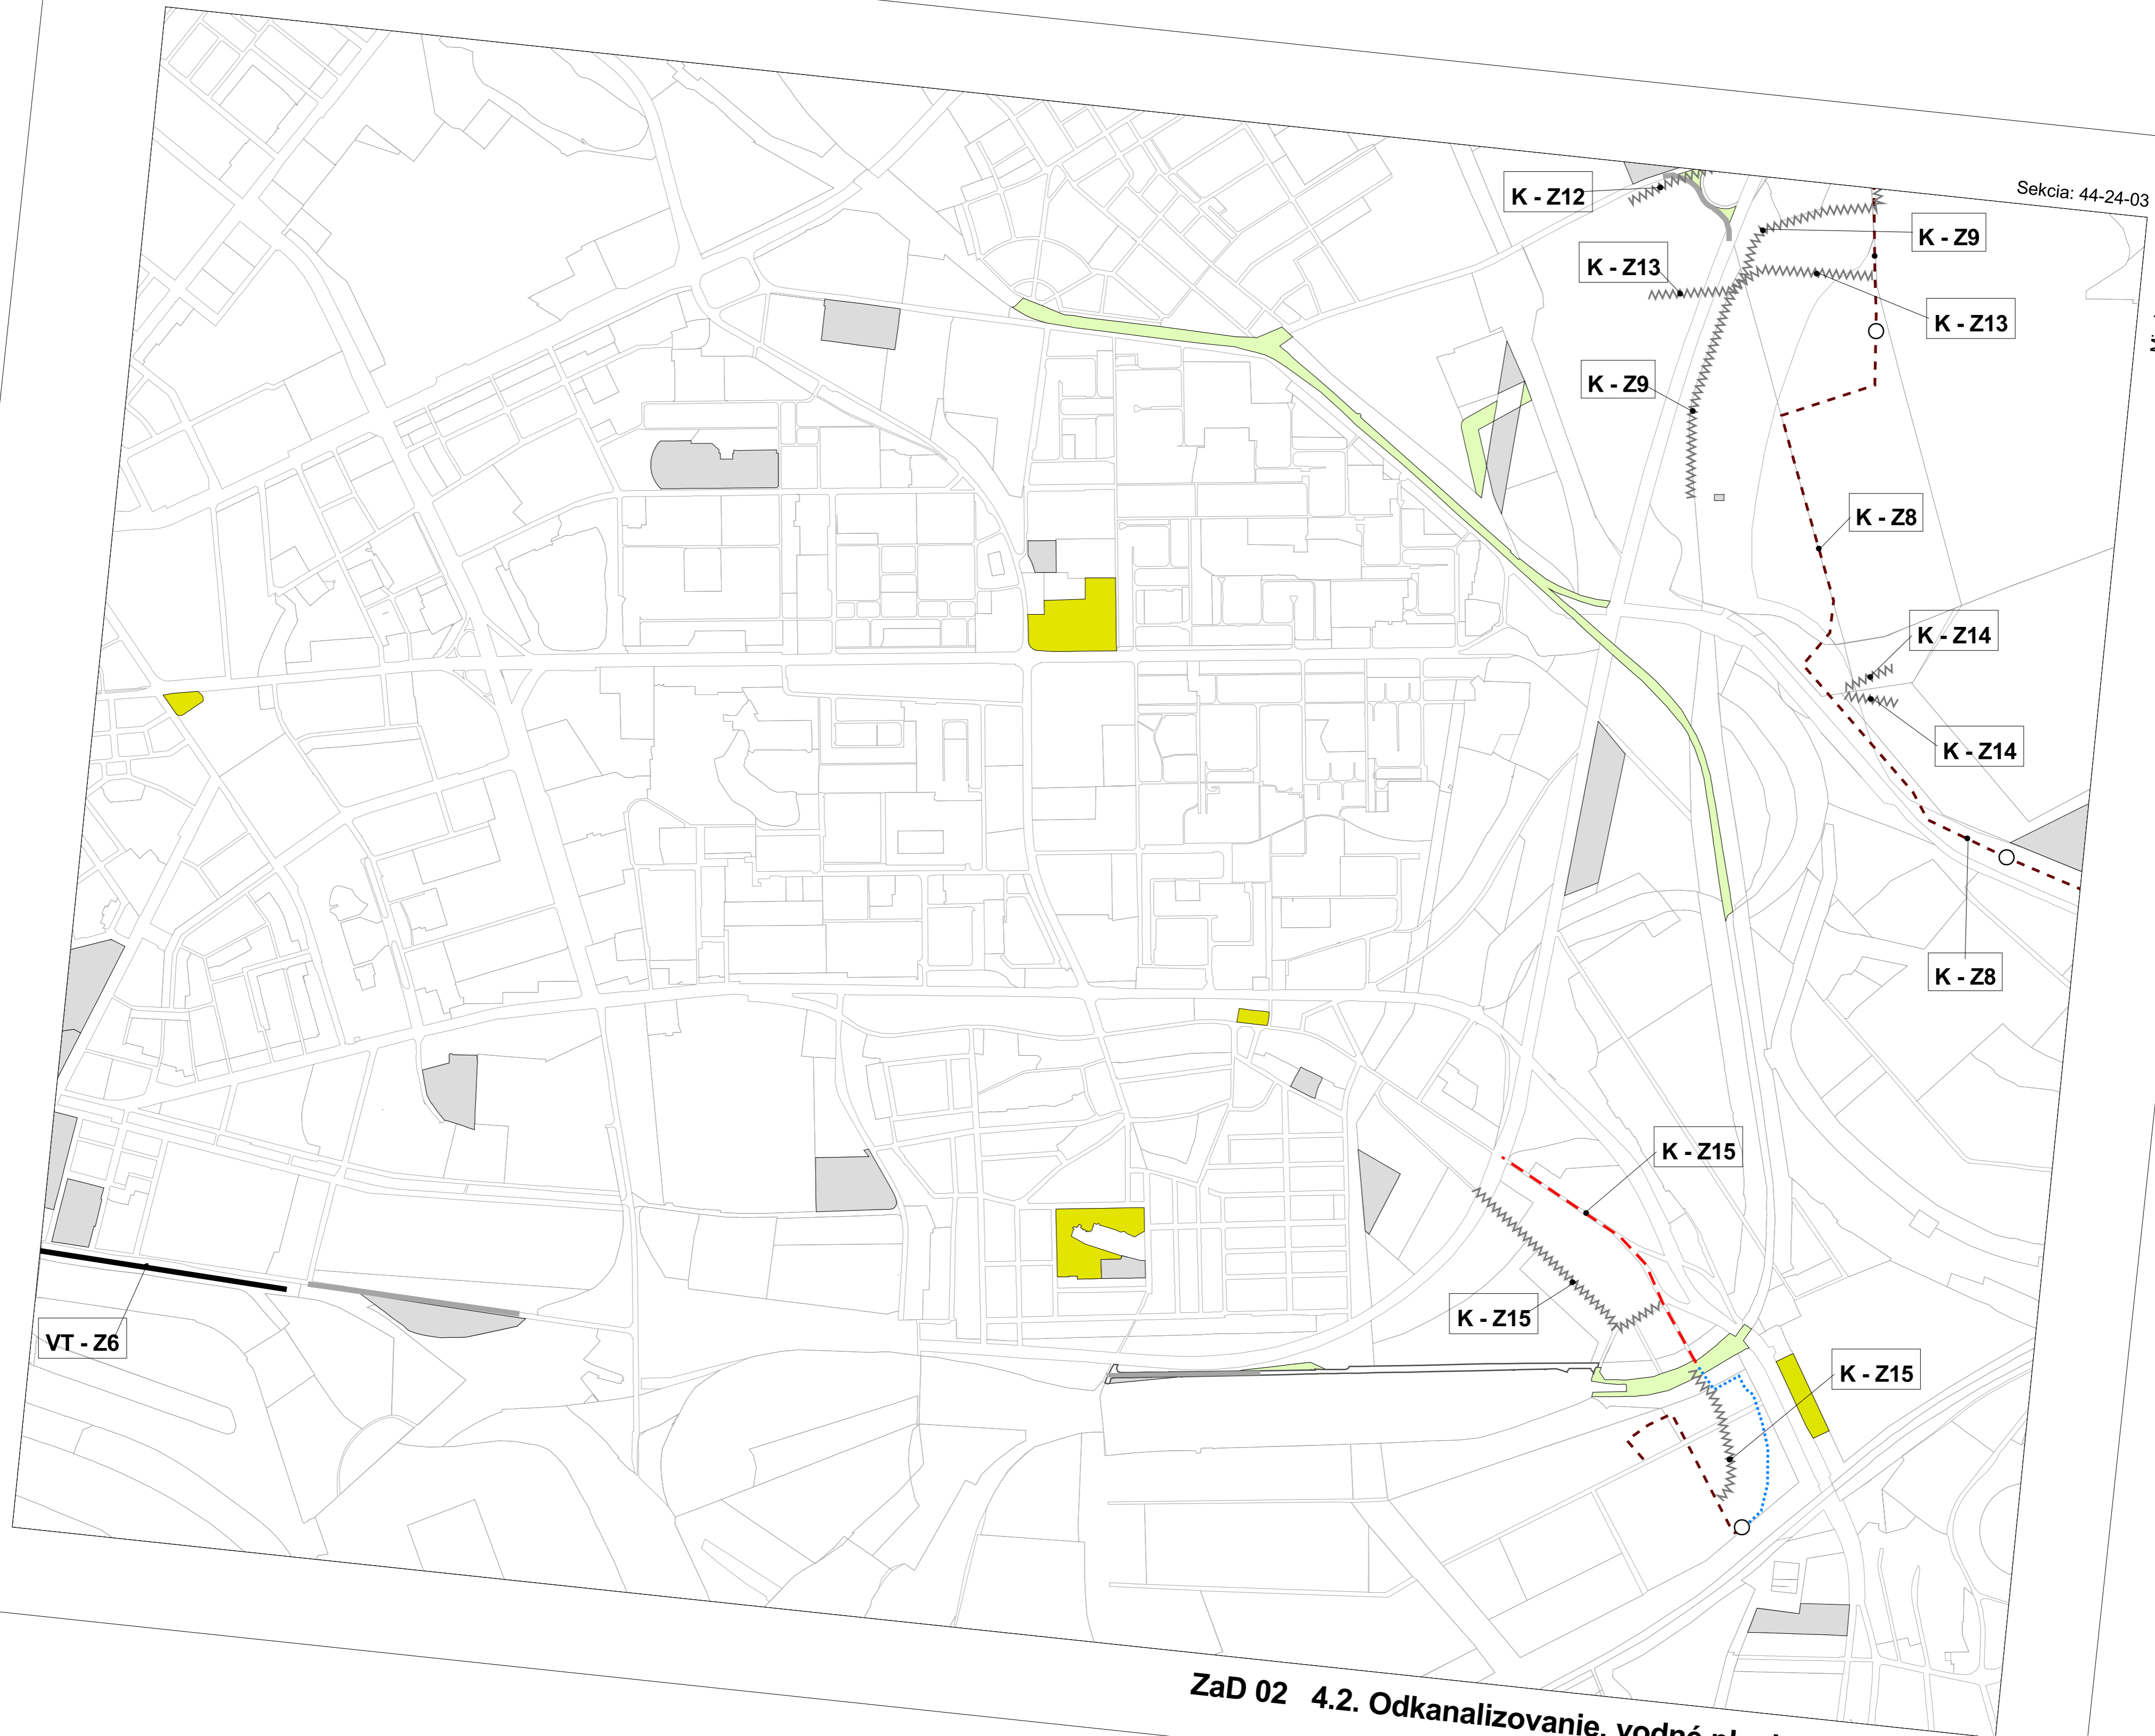 Sekcia: 44-24-03
K - Z12
K - Z9
K - Z13
K - Z13
K - Z9
K - Z8
K - Z14
K - Z14
K - Z8
K - Z15
K - Z15
VT - Z6
K - Z15
ZaD 02 4.2. Odkanalizovanie, vodné